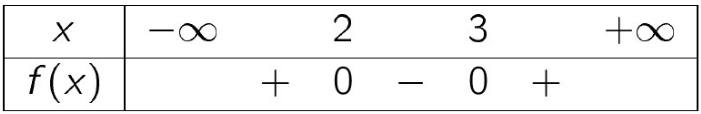 x −∞ 2 3 +∞
f(x) + 0 − 0 +